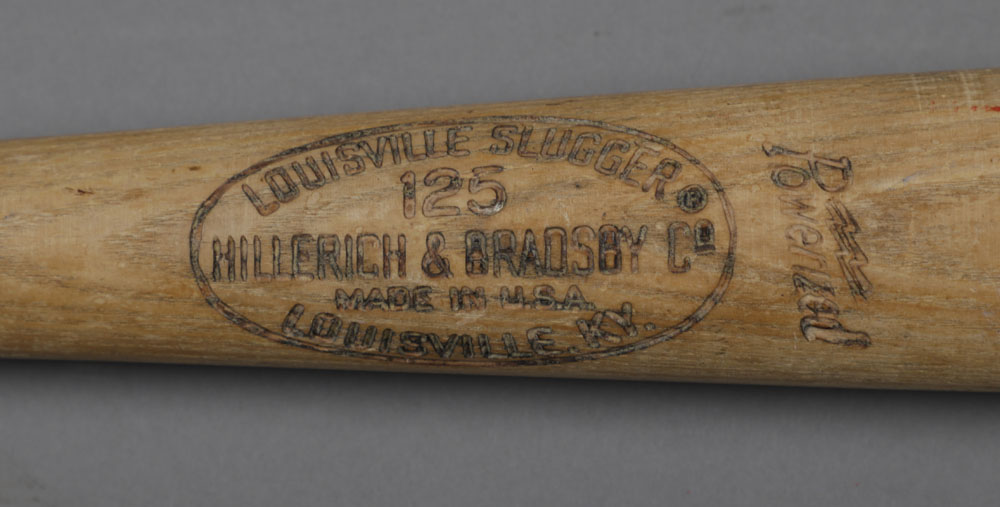 LOUISVILLE SLUGGER®
125
HILLERICH & BRADSBY Cº
MADE IN U.S.A.
LOUISVILLE, KY.
Powerized